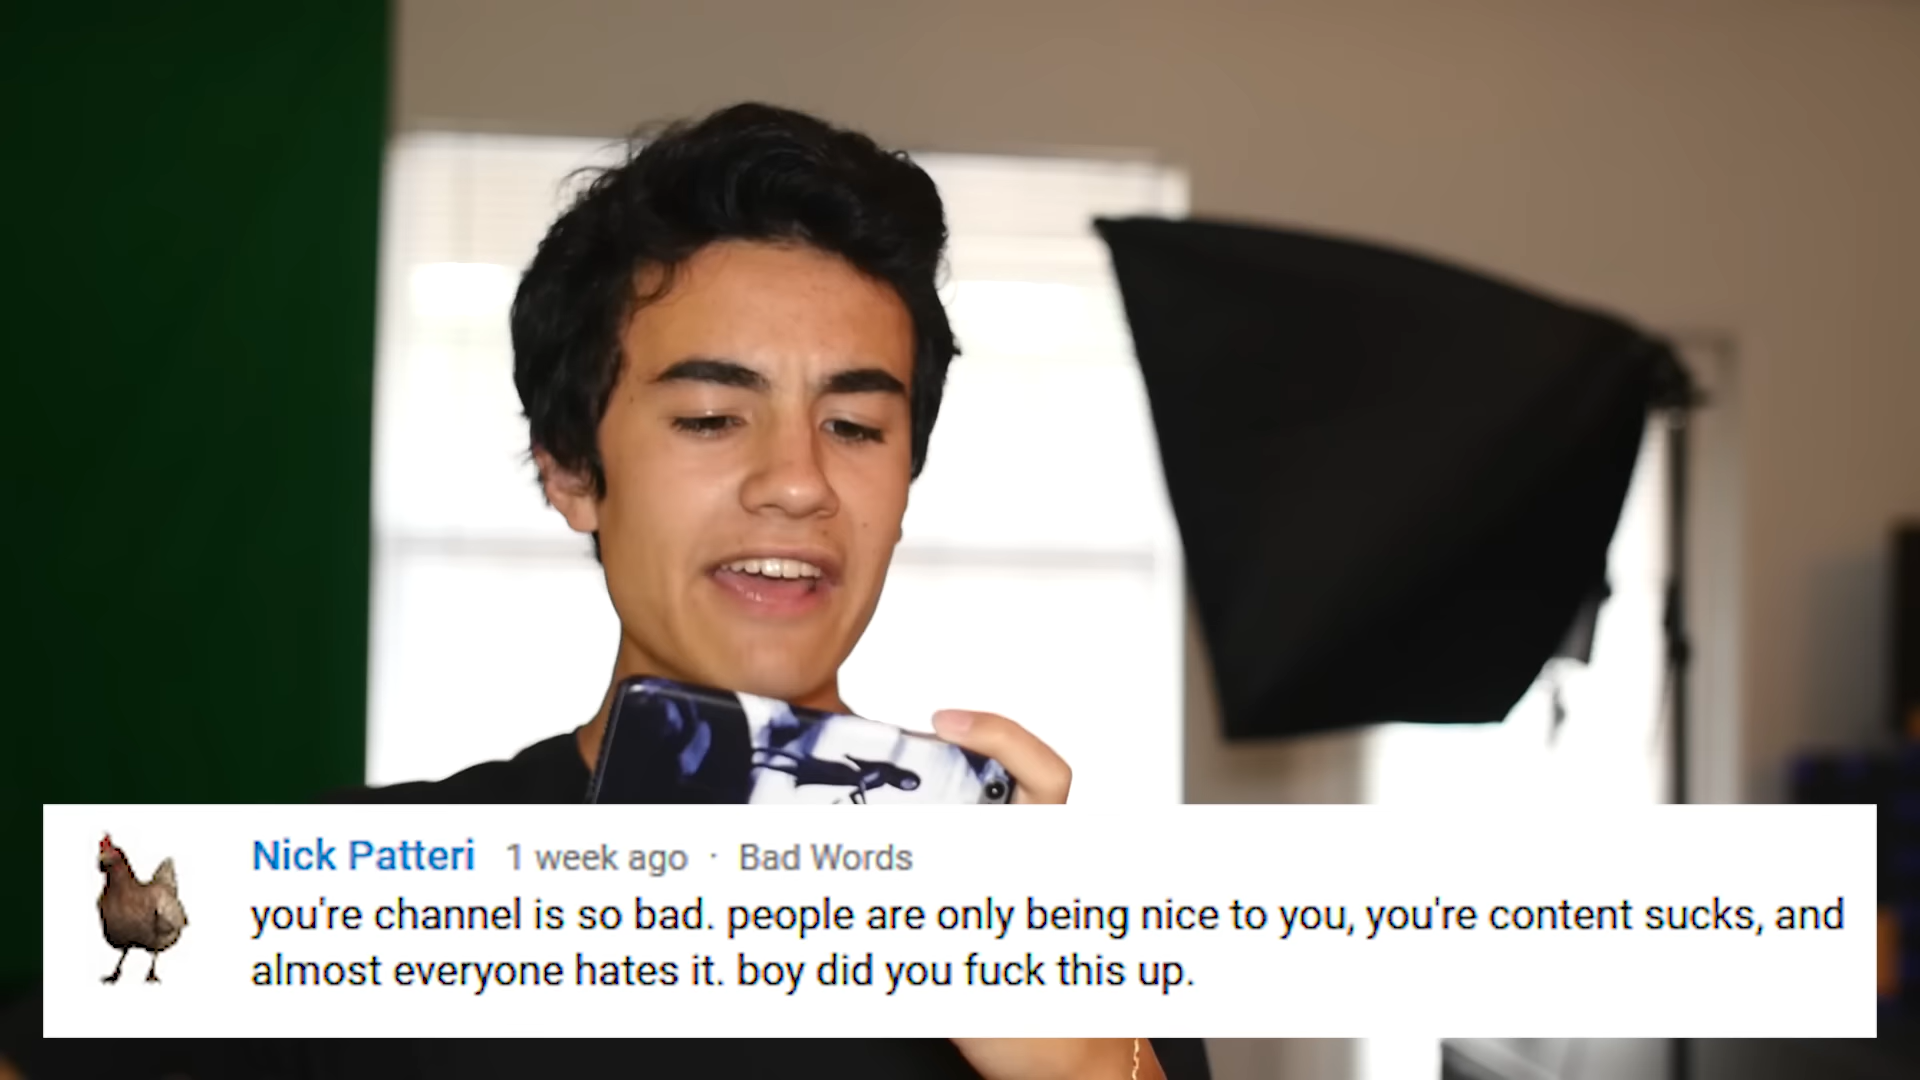 Nick Patteri 1 week ago · Bad Words
you're channel is so bad. people are only being nice to you, you're content sucks, and
almost everyone hates it. boy did you fuck this up.